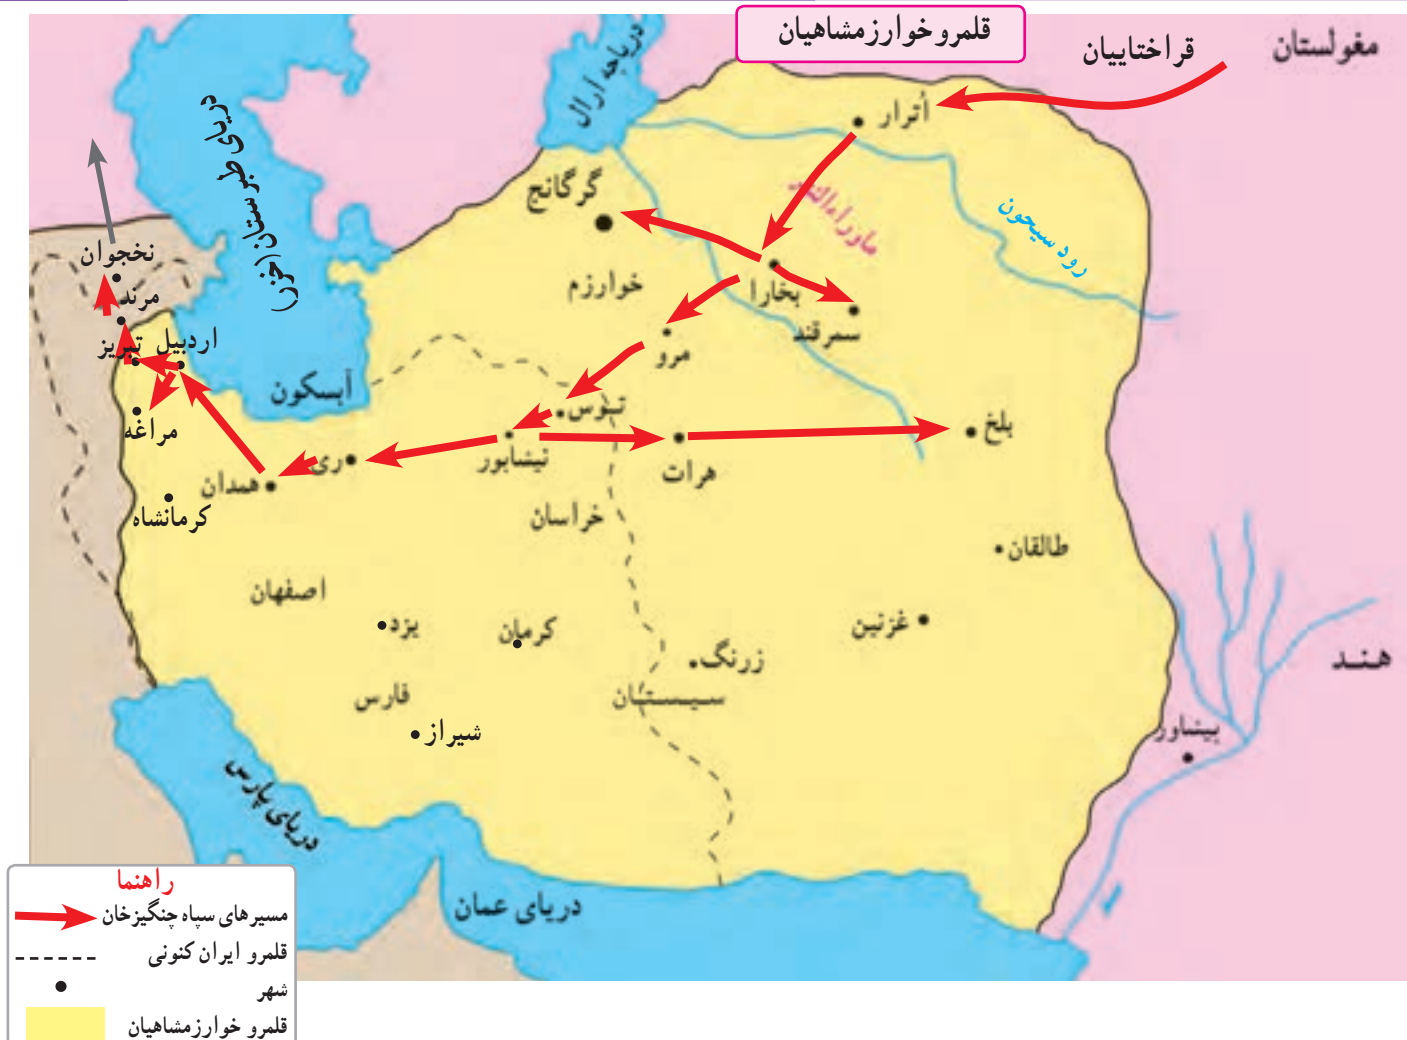 قلمرو خوارزمشاهیان
مغولستان
قراختاییان
دریاچه آرال
أترار
دریای طبرستان (خزر)
گرگانج
ماوراءالنهر
رود سیحون
نخجوان
خوارزم
بخارا
مرند
سمرقند
اردبیل
تبریز
مرو
آبسکون
توس
بلخ
مراغه
نیشابور
ری
هرات
همدان
کرمانشاه
خراسان
طالقان
اصفهان
یزد
کرمان
غزنین
زرنگ
هند
سیستان
فارس
شیراز
پیشاور
دریای پارس
دریای عمان
راهنما
مسیرهای سپاه چنگیزخان
قلمرو ایران کنونی
شهر
قلمرو خوارزمشاهیان